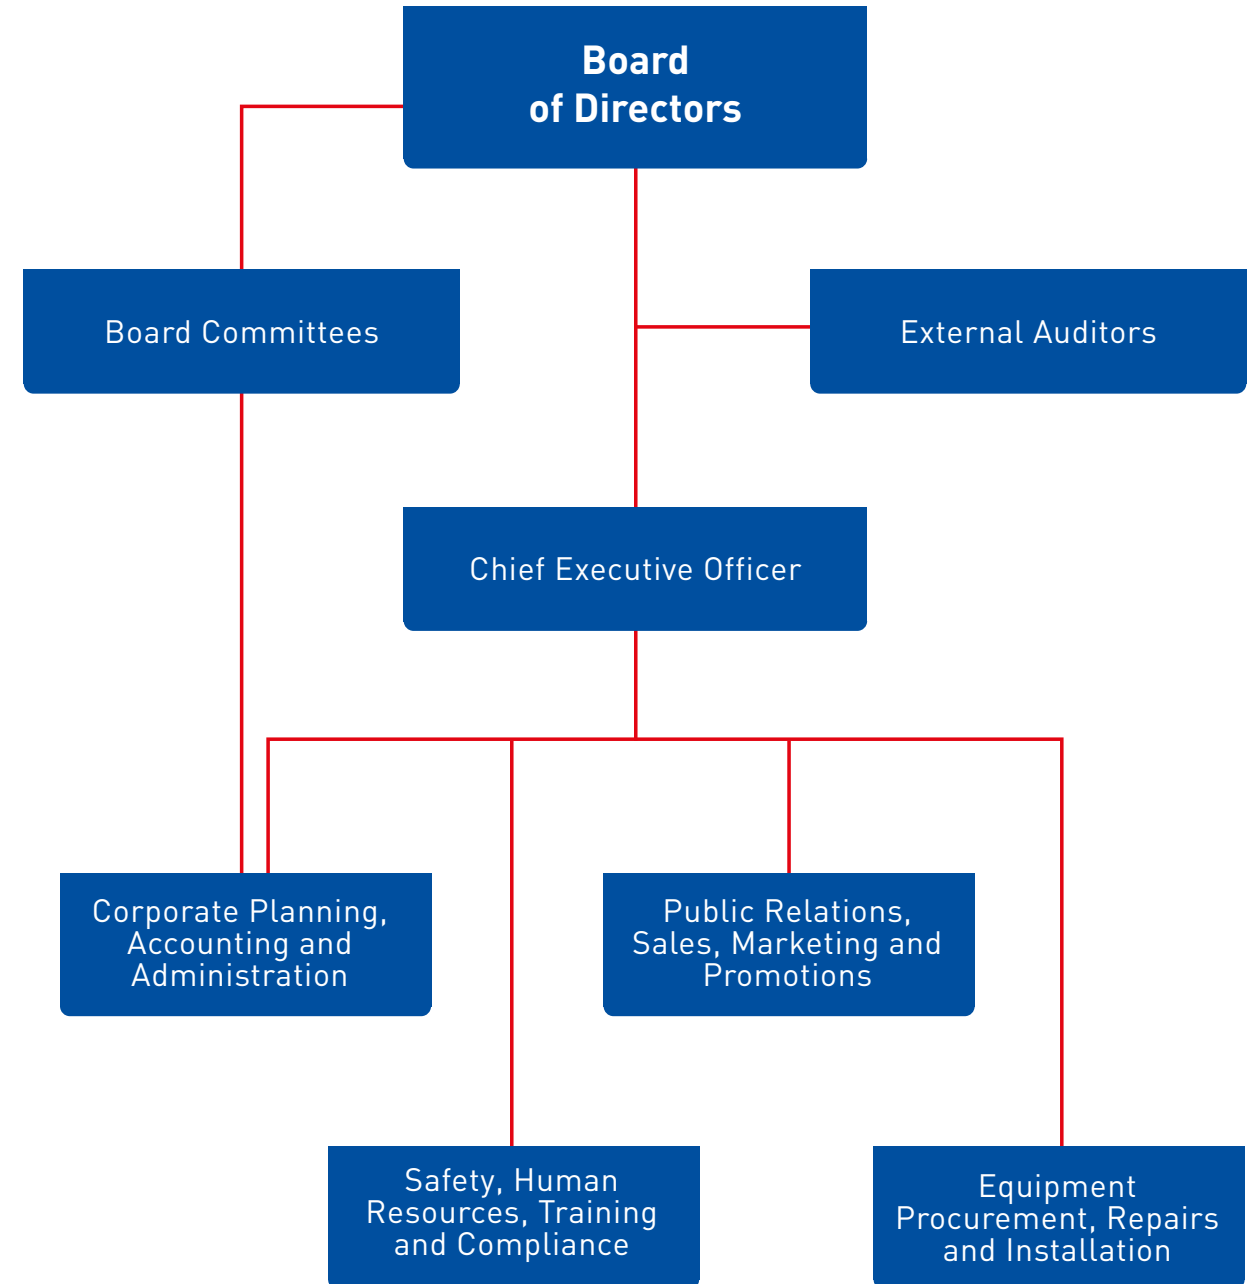 Board
of Directors
Board Committees
External Auditors
Chief Executive Officer
Corporate Planning,
Accounting and
Administration
Public Relations,
Sales, Marketing and
Promotions
Safety, Human
Resources, Training
and Compliance
Equipment
Procurement, Repairs
and Installation